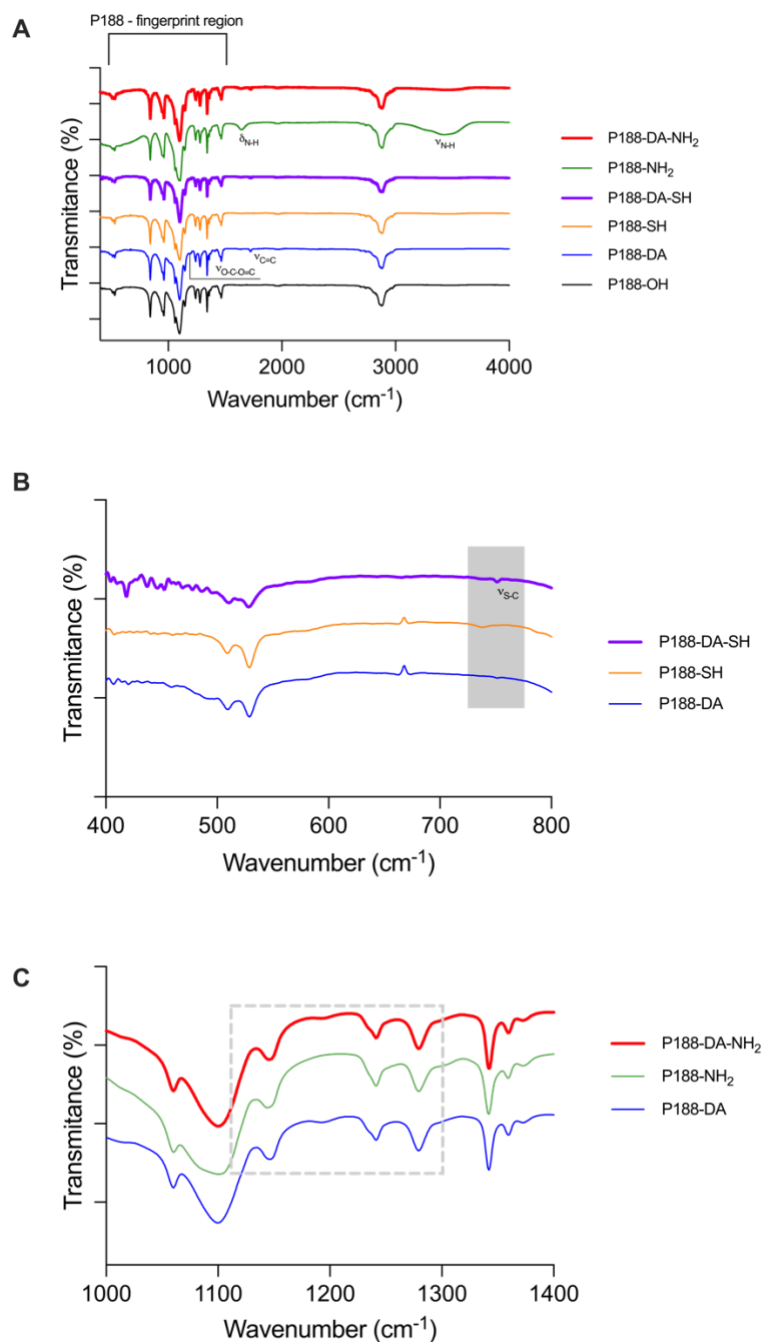 A
P188 - fingerprint region
Transmitance (%)
δN-H
νN-H
νC=C
νO-C-O=C
1000
2000
3000
4000
Wavenumber (cm⁻¹)
P188-DA-NH₂
P188-NH₂
P188-DA-SH
P188-SH
P188-DA
P188-OH
B
Transmitance (%)
νS-C
400
500
600
700
800
Wavenumber (cm⁻¹)
P188-DA-SH
P188-SH
P188-DA
C
Transmitance (%)
1000
1100
1200
1300
1400
Wavenumber (cm⁻¹)
P188-DA-NH₂
P188-NH₂
P188-DA